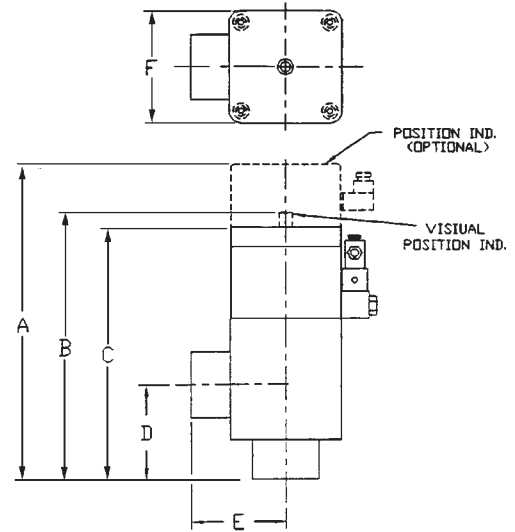 F
POSITION IND.
(OPTIONAL)
VISIUAL
POSITION IND.
A
B
C
D
E